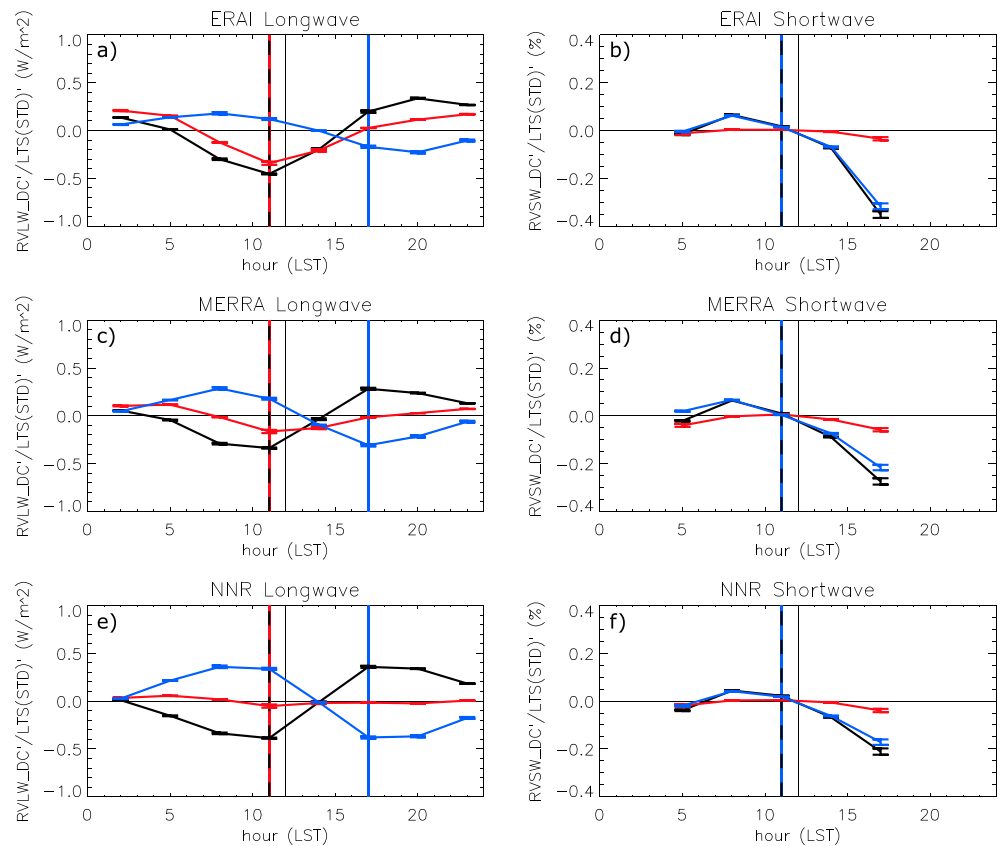 ERAI Longwave
a)
RVLW_DC'/LTS(STD)' (W/m^2)
1.0
0.5
0.0
−0.5
−1.0
0 5 10 15 20
hour (LST)
ERAI Shortwave
b)
RVSW_DC'/LTS(STD)' (%)
0.4
0.2
0.0
−0.2
−0.4
0 5 10 15 20
hour (LST)
MERRA Longwave
c)
RVLW_DC'/LTS(STD)' (W/m^2)
1.0
0.5
0.0
−0.5
−1.0
0 5 10 15 20
hour (LST)
MERRA Shortwave
d)
RVSW_DC'/LTS(STD)' (%)
0.4
0.2
0.0
−0.2
−0.4
0 5 10 15 20
hour (LST)
NNR Longwave
e)
RVLW_DC'/LTS(STD)' (W/m^2)
1.0
0.5
0.0
−0.5
−1.0
0 5 10 15 20
hour (LST)
NNR Shortwave
f)
RVSW_DC'/LTS(STD)' (%)
0.4
0.2
0.0
−0.2
−0.4
0 5 10 15 20
hour (LST)